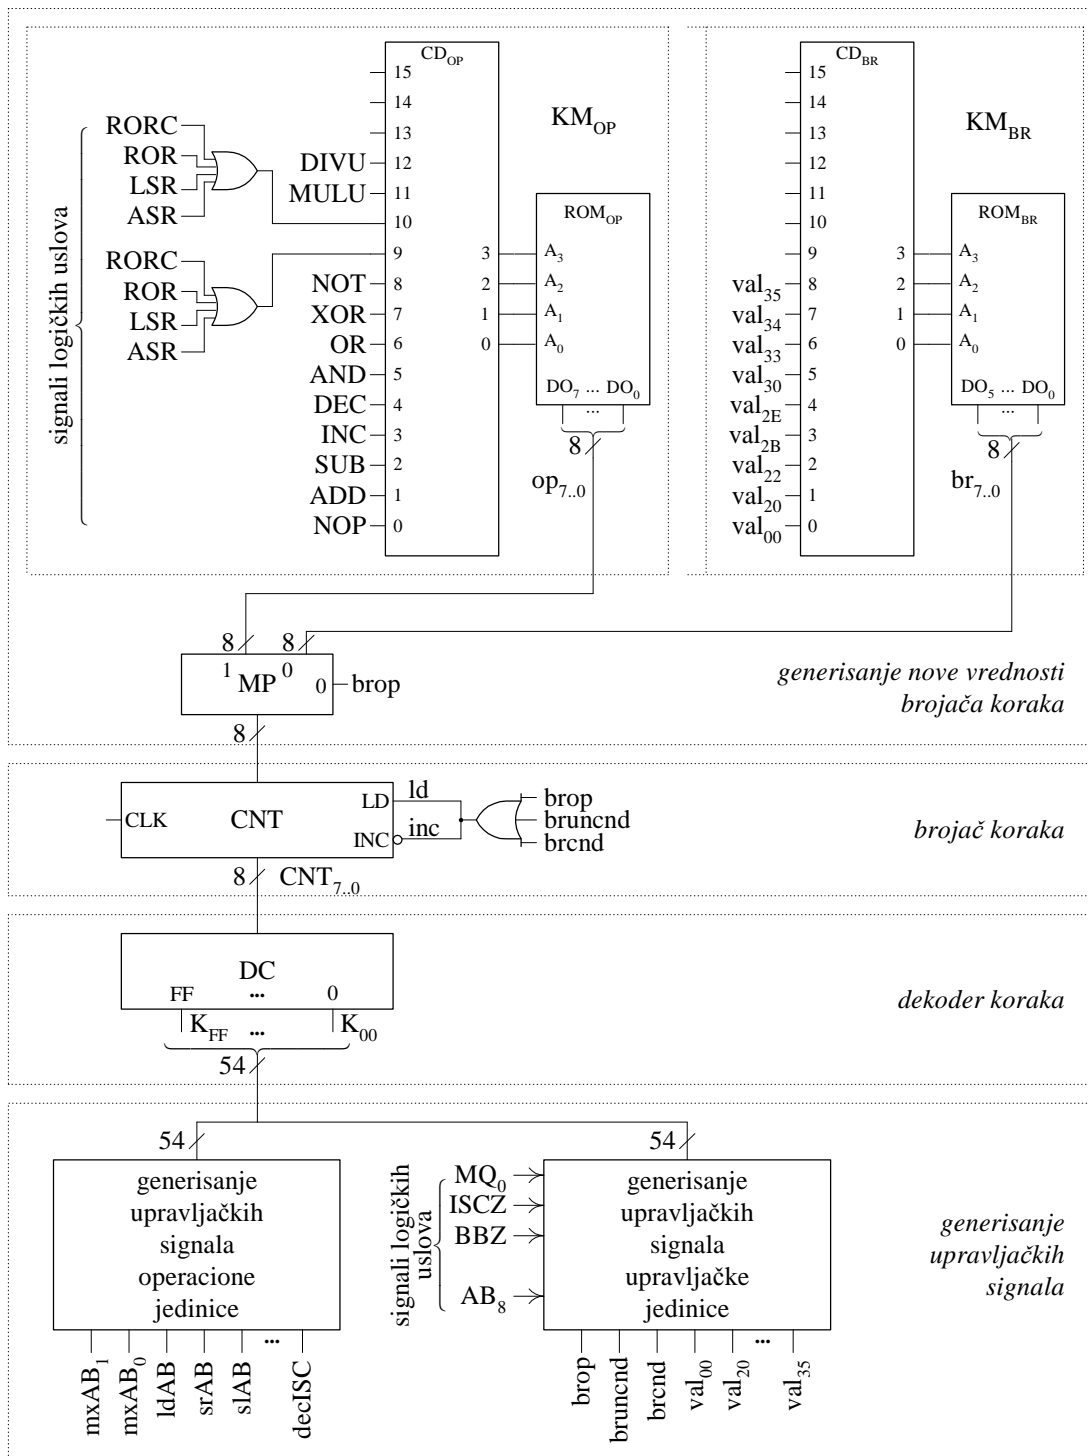 CD_OP
15
14
13
DIVU 12
MULU 11
10
9
NOT 8
XOR 7
OR 6
AND 5
DEC 4
INC 3
SUB 2
ADD 1
NOP 0
3
2
1
0
signali logičkih uslova
RORC
ROR
LSR
ASR
RORC
ROR
LSR
ASR
KM_OP
ROM_OP
A_3
A_2
A_1
A_0
DO_7 ... DO_0
...
8
op_7..0
CD_BR
15
14
13
12
11
10
9
val_35 8
val_34 7
val_33 6
val_30 5
val_2E 4
val_2B 3
val_22 2
val_20 1
val_00 0
3
2
1
0
KM_BR
ROM_BR
A_3
A_2
A_1
A_0
DO_5 ... DO_0
...
8
br_7..0
8 8
1 MP 0
0 brop
8
generisanje nove vrednosti
brojača koraka
CLK CNT LD ld
INC inc
brop
bruncnd
brcnd
8 CNT_7..0
brojač koraka
DC
FF ... 0
K_FF ... K_00
54
dekoder koraka
54
generisanje
upravljačkih
signala
operacione
jedinice
...
mxAB_1
mxAB_0
ldAB
srAB
slAB
decISC
54
signali logičkih
uslova
MQ_0
ISCZ
BBZ
AB_8
generisanje
upravljačkih
signala
upravljačke
jedinice
...
brop
bruncnd
brcnd
val_00
val_20
val_35
generisanje
upravljačkih
signala